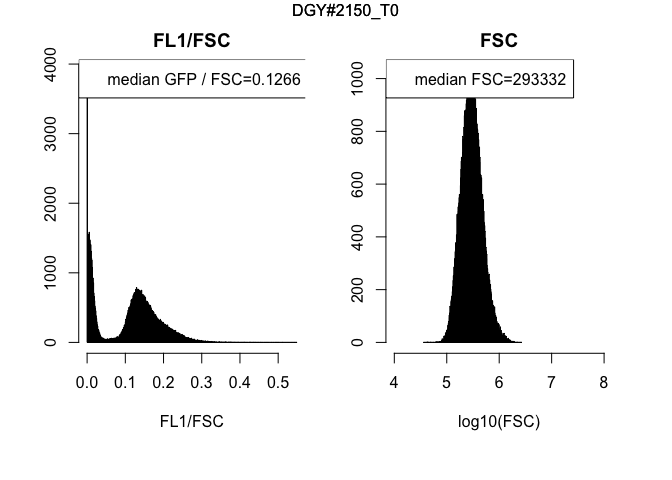 DGY#2150_T0
FL1/FSC
median GFP / FSC=0.1266
4000
3000
2000
1000
0
0.0 0.1 0.2 0.3 0.4 0.5
FL1/FSC
FSC
median FSC=293332
1000
800
600
400
200
0
4 5 6 7 8
log10(FSC)